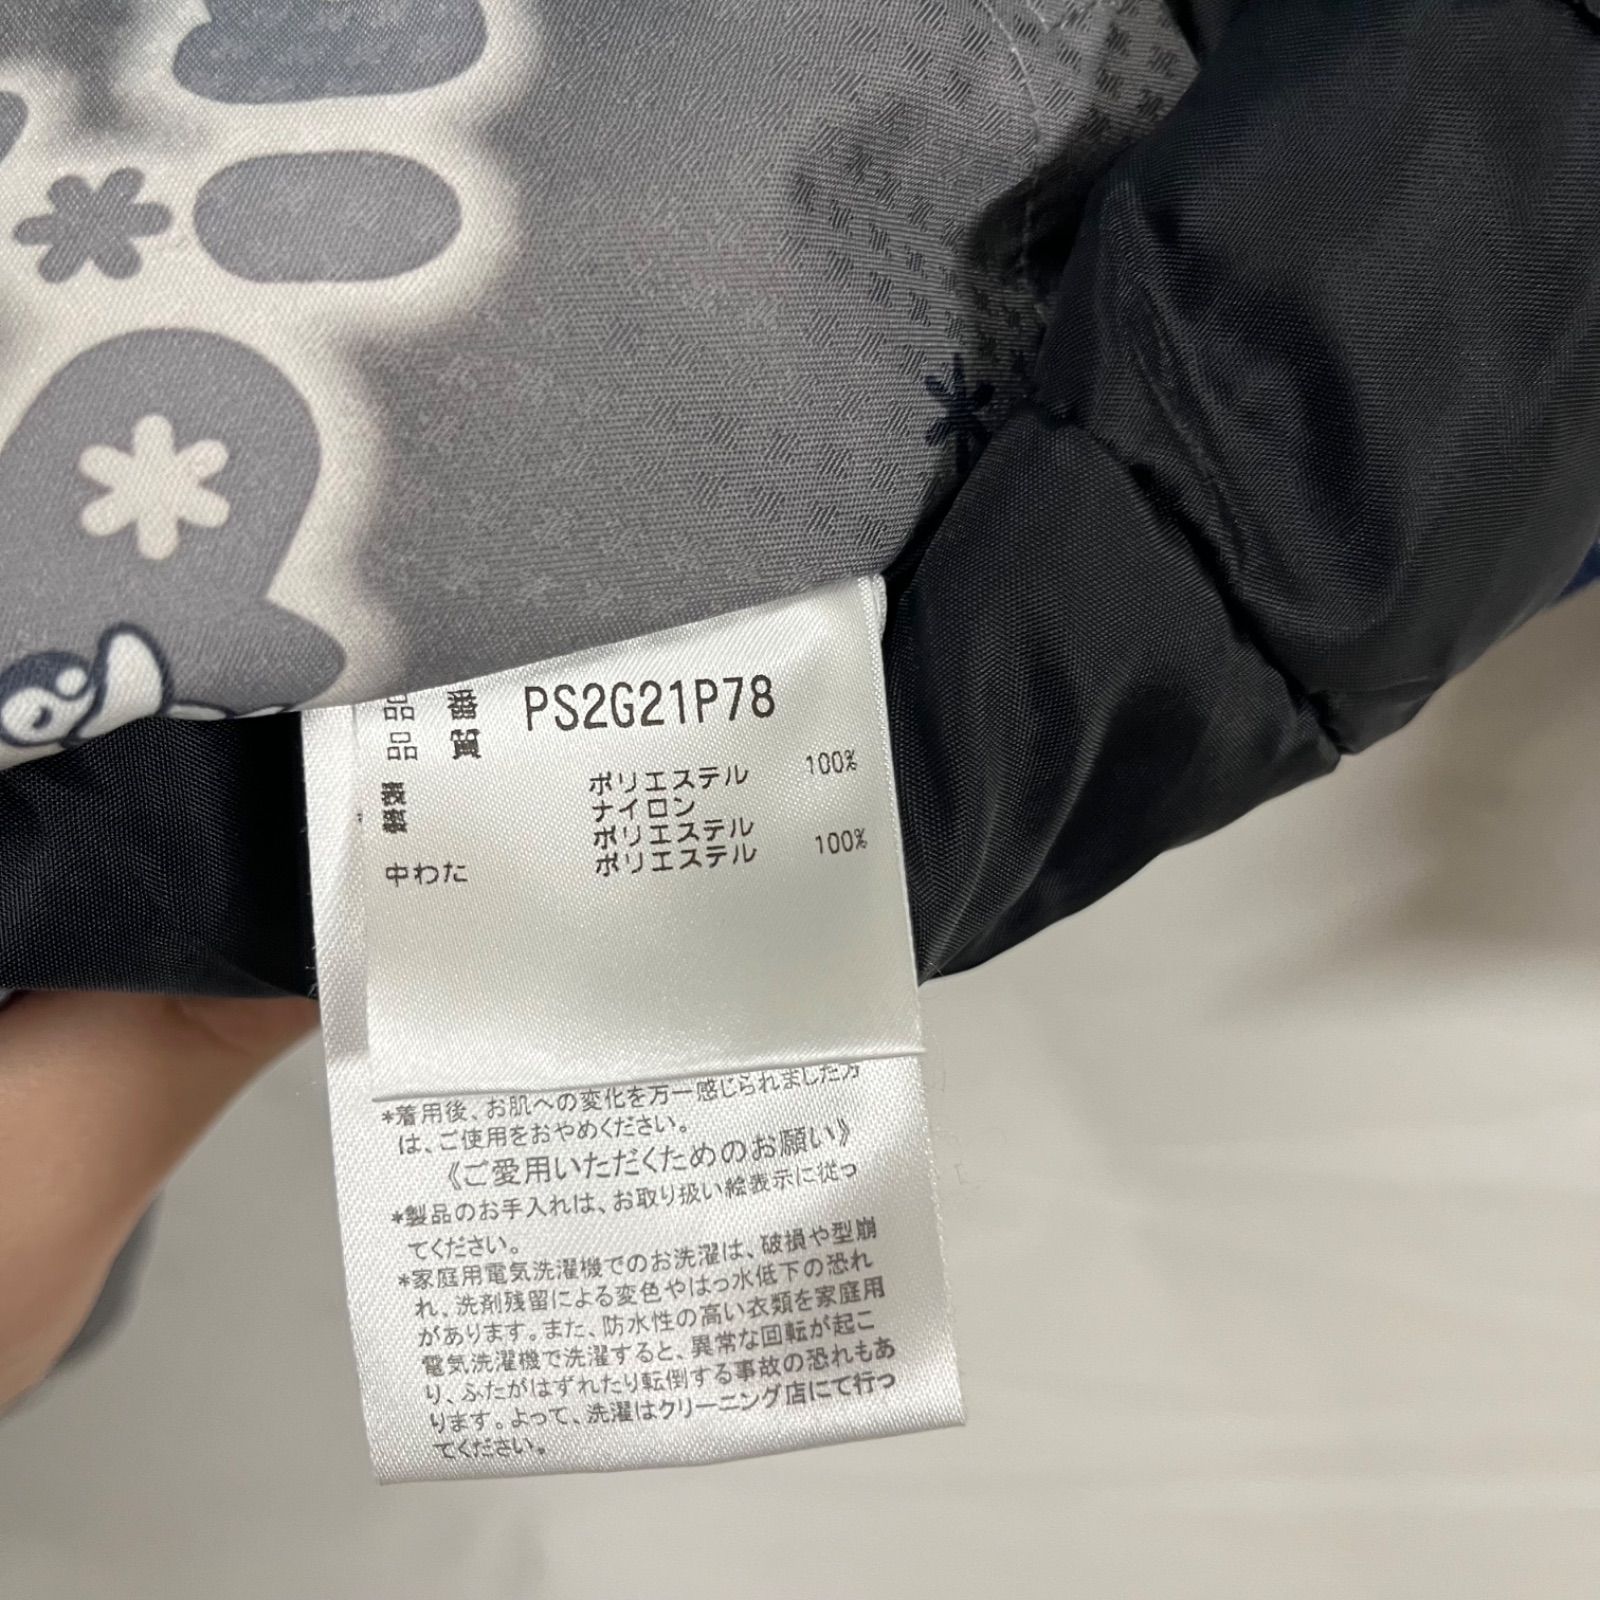 品 番 PS2G21P78
品 質
表 ポリエステル 100%
裏 ナイロン
ポリエステル
中わた ポリエステル 100%
*着用後、お肌への変化を万一感じられました方
は、ご使用をおやめください。
《ご愛用いただくためのお願い》
*製品のお手入れは、お取り扱い絵表示に従っ
てください。
*家庭用電気洗濯機でのお洗濯は、破損や型崩
れ、洗剤残留による変色やはっ水低下の恐れ
があります。また、防水性の高い衣類を家庭用
電気洗濯機で洗濯すると、異常な回転が起こ
り、ふたがはずれたり転倒する事故の恐れもあ
ります。よって、洗濯はクリーニング店にて行っ
てください。